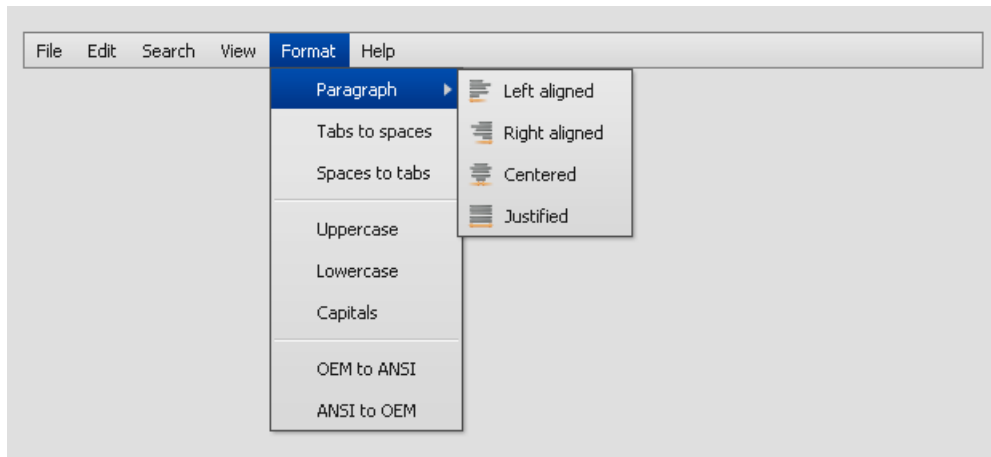 File Edit Search View Format Help
Paragraph
Tabs to spaces
Spaces to tabs
Uppercase
Lowercase
Capitals
OEM to ANSI
ANSI to OEM
Left aligned
Right aligned
Centered
Justified